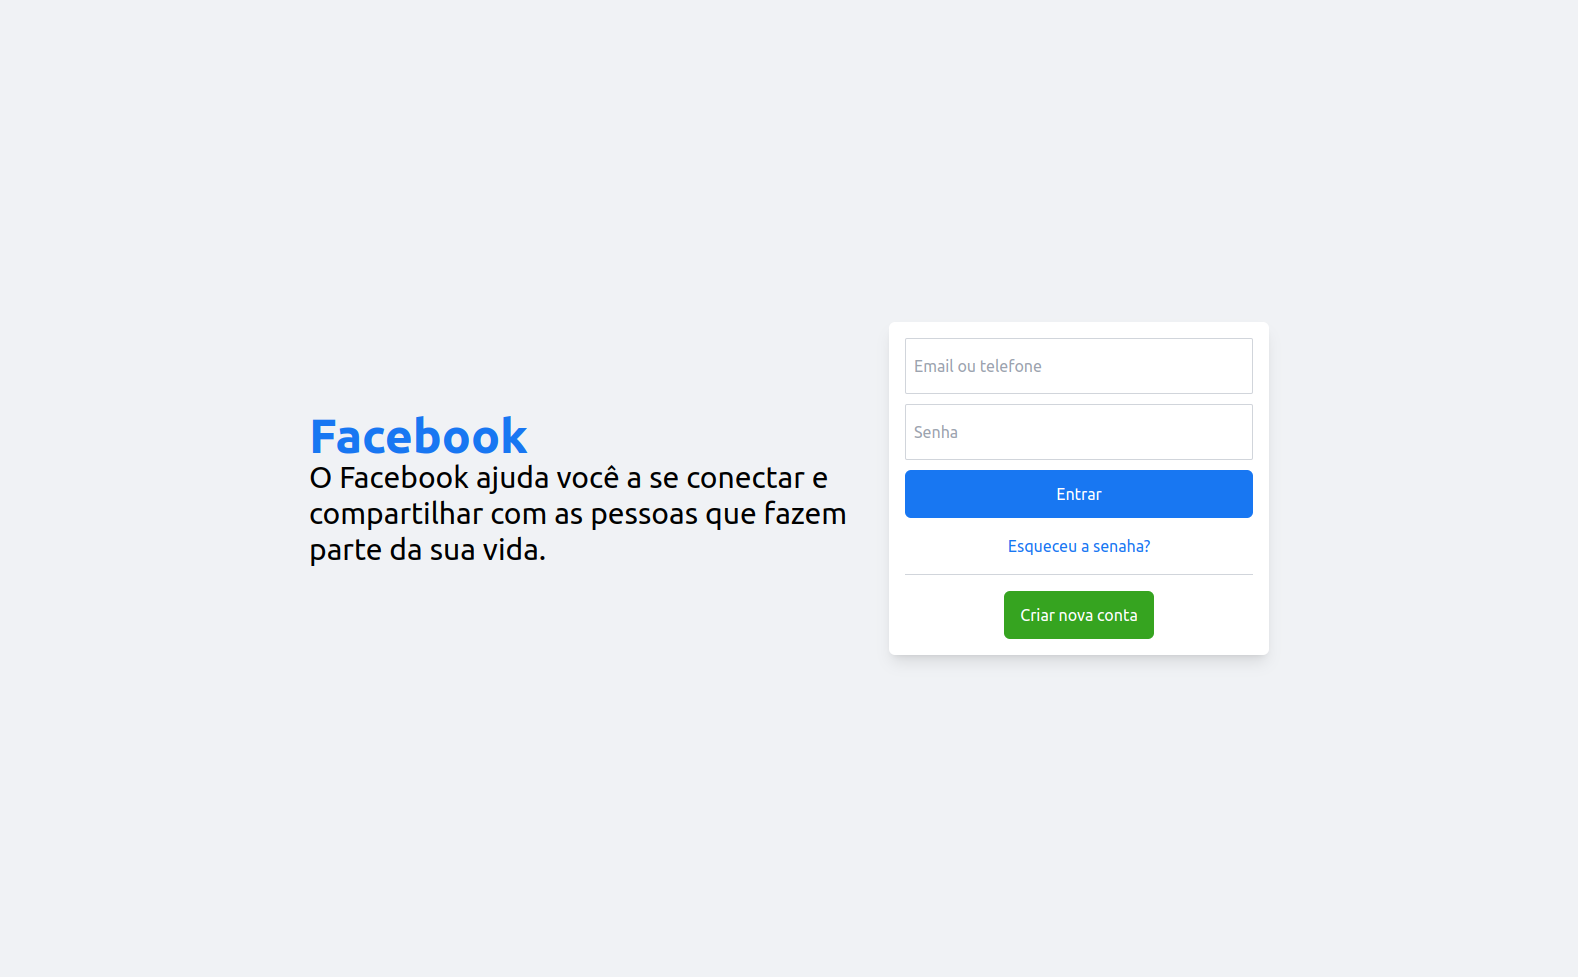 Facebook
O Facebook ajuda você a se conectar e
compartilhar com as pessoas que fazem
parte da sua vida.
Email ou telefone
Senha
Entrar
Esqueceu a senaha?
Criar nova conta